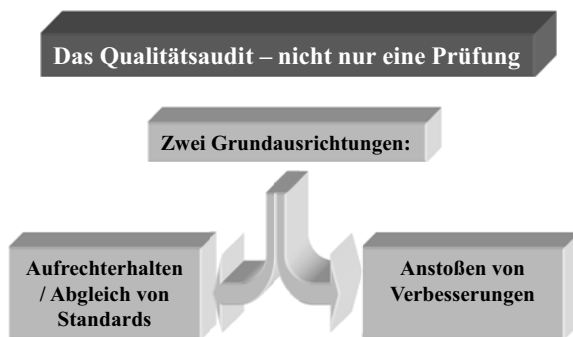 Das Qualitätsaudit – nicht nur eine Prüfung
Zwei Grundausrichtungen:
Aufrechterhalten
/ Abgleich von
Standards
Anstoßen von
Verbesserungen